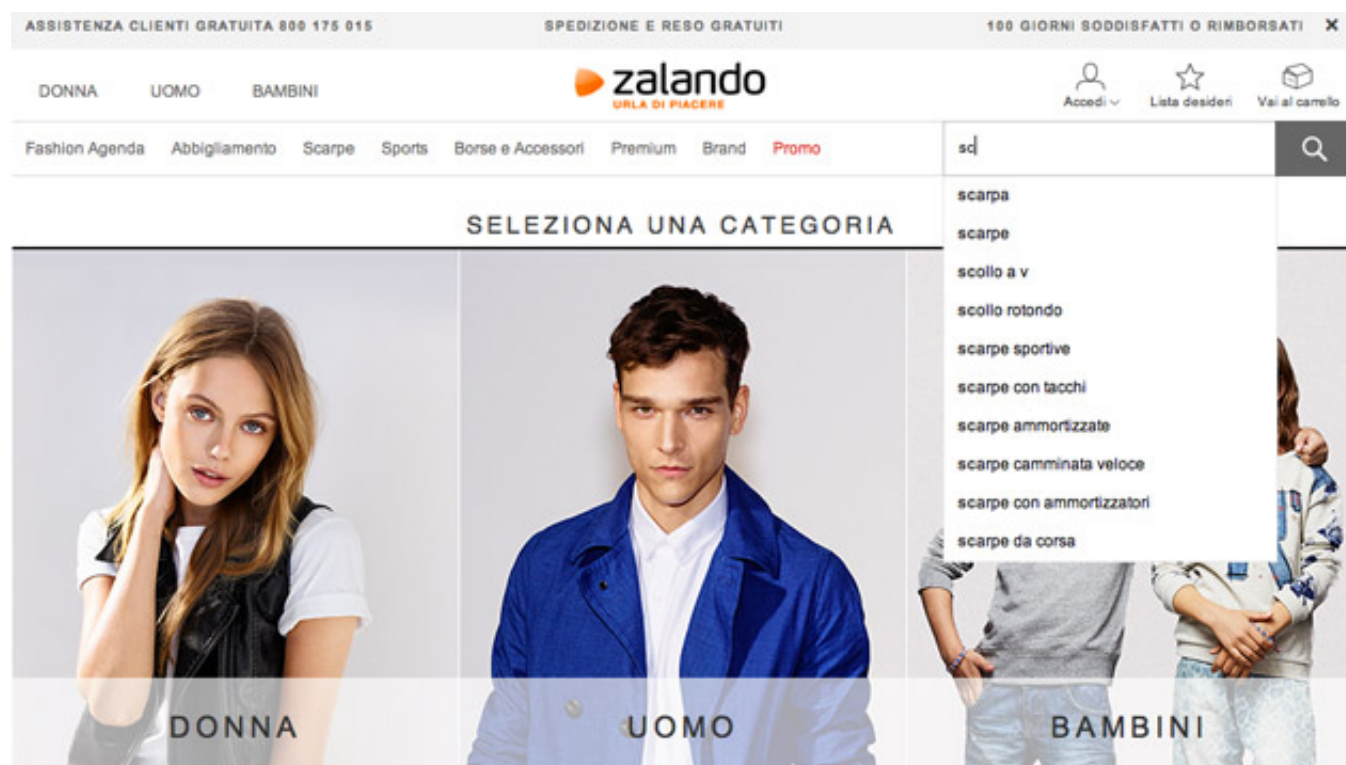 ASSISTENZA CLIENTI GRATUITA 800 175 015 SPEDIZIONE E RESO GRATUITI 100 GIORNI SODDISFATTI O RIMBORSATI X
DONNA UOMO BAMBINI zalando Accedi Lista desideri Vai al carrello
URLA DI PIACERE
Fashion Agenda Abbigliamento Scarpe Sports Borse e Accessori Premium Brand Promo sc
scarpa
SELEZIONA UNA CATEGORIA scarpe
scollo a v
scollo rotondo
scarpe sportive
scarpe con tacchi
scarpe ammortizzate
scarpe camminata veloce
scarpe con ammortizzatori
scarpe da corsa
DONNA UOMO BAMBINI